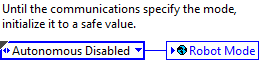 Until the communications specify the mode,
initialize it to a safe value.
Autonomous Disabled
Robot Mode